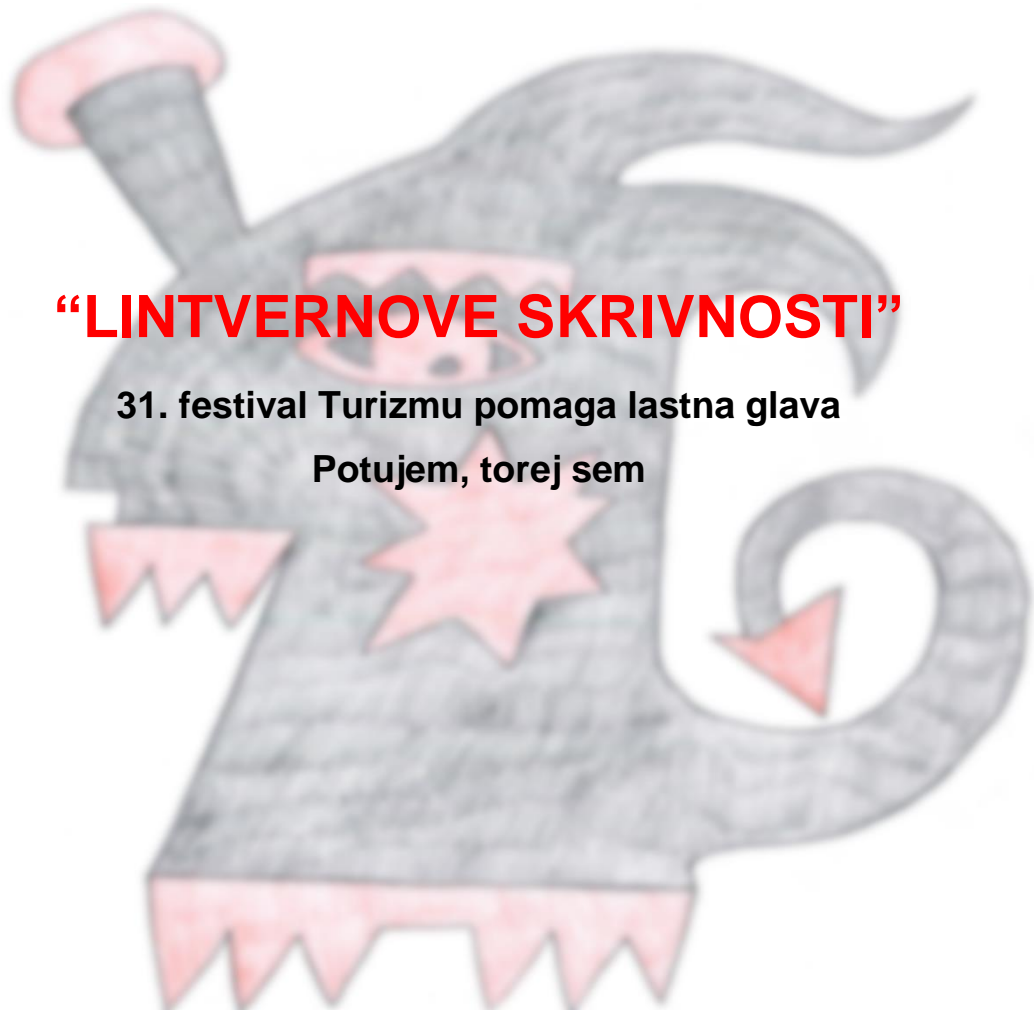 “LINTVERNOVE SKRIVNOSTI”
31. festival Turizmu pomaga lastna glava
Potujem, torej sem